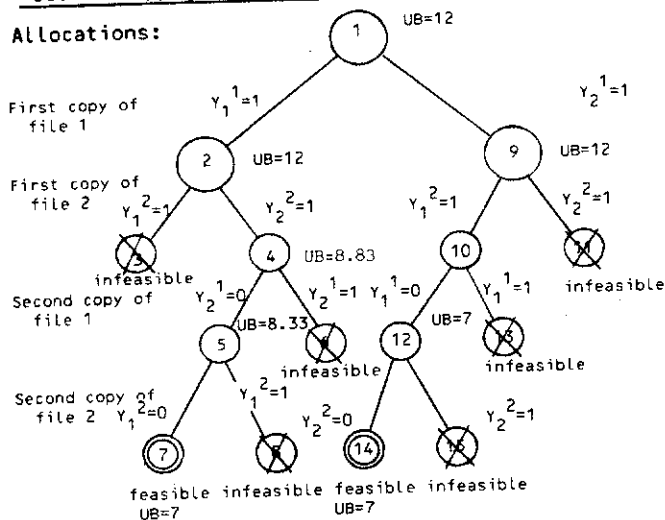 Allocations:
1 UB=12
First copy of file 1
Y₁¹=1
Y₂¹=1
2 UB=12
9 UB=12
First copy of file 2
Y₁²=1
Y₂²=1
Y₁²=1
Y₂²=1
3
infeasible
4 UB=8.83
10
11
infeasible
Second copy of file 1
Y₂¹=0
Y₂¹=1
Y₁¹=0
Y₁¹=1
5 UB=8.33
infeasible
12 UB=7
13
infeasible
Second copy of file 2
Y₁²=0
Y₁²=1
Y₂²=0
Y₂²=1
7
feasible
UB=7
infeasible
14
feasible
UB=7
infeasible